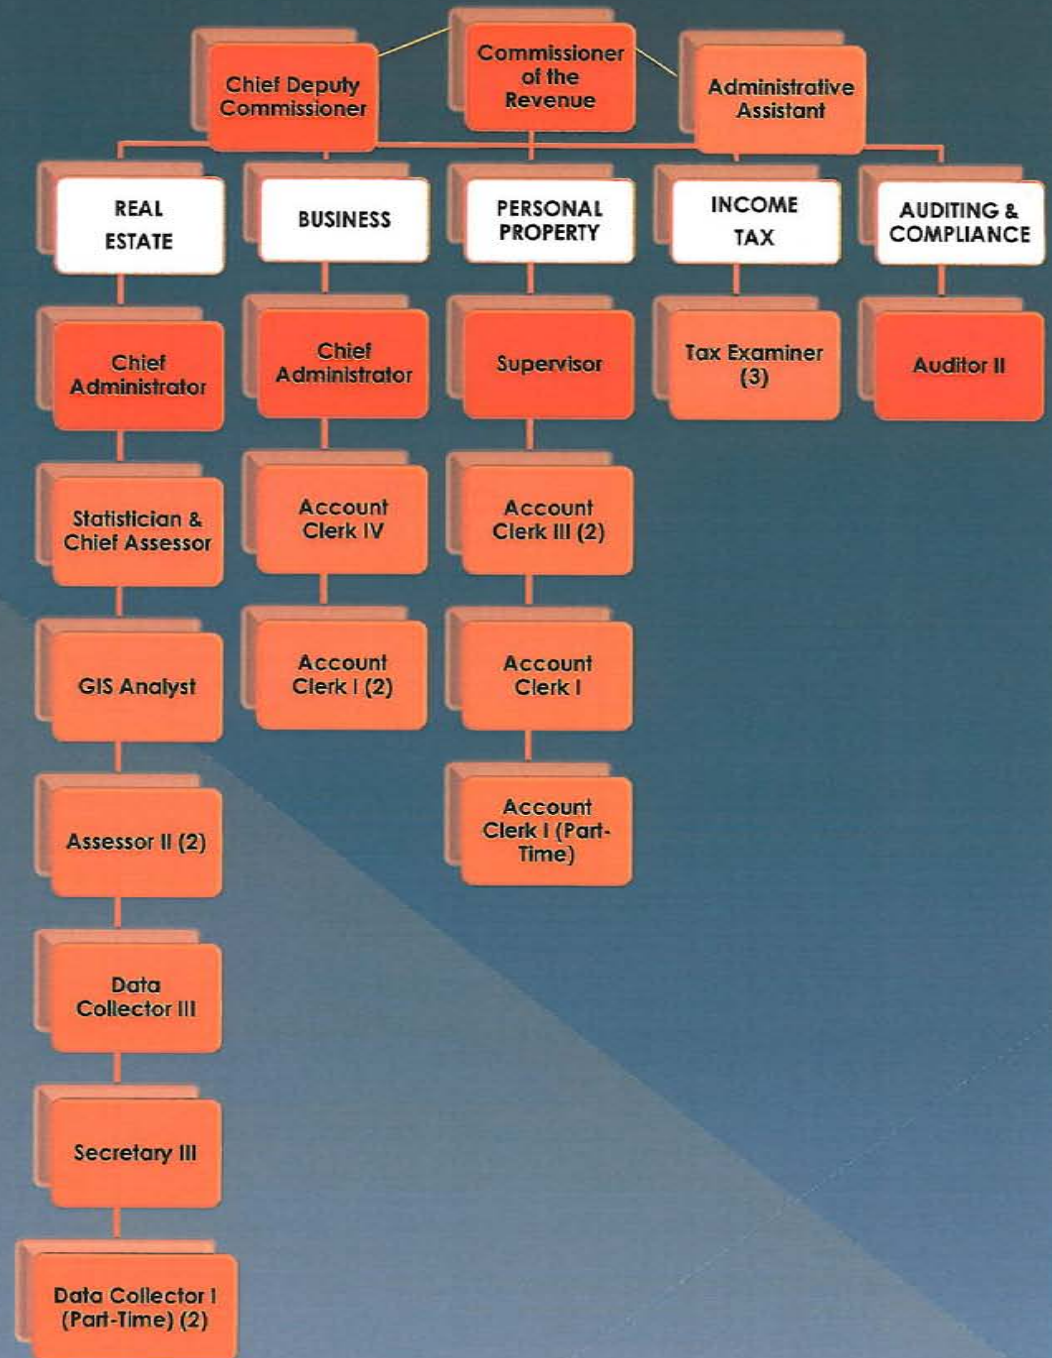 Chief Deputy
Commissioner
Commissioner
of the
Revenue
Administrative
Assistant
REAL
ESTATE
BUSINESS
PERSONAL
PROPERTY
INCOME
TAX
AUDITING &
COMPLIANCE
Chief
Administrator
Chief
Administrator
Supervisor
Tax Examiner
(3)
Auditor II
Statistician &
Chief Assessor
Account
Clerk IV
Account
Clerk III (2)
GIS Analyst
Account
Clerk I (2)
Account
Clerk I
Assessor II (2)
Account
Clerk I (Part-
Time)
Data
Collector III
Secretary III
Data Collector I
(Part-Time) (2)